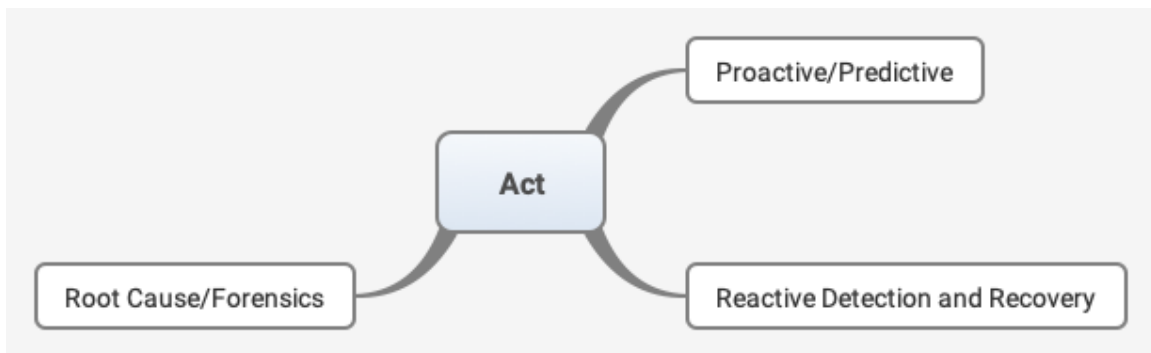 Proactive/Predictive
Act
Root Cause/Forensics
Reactive Detection and Recovery